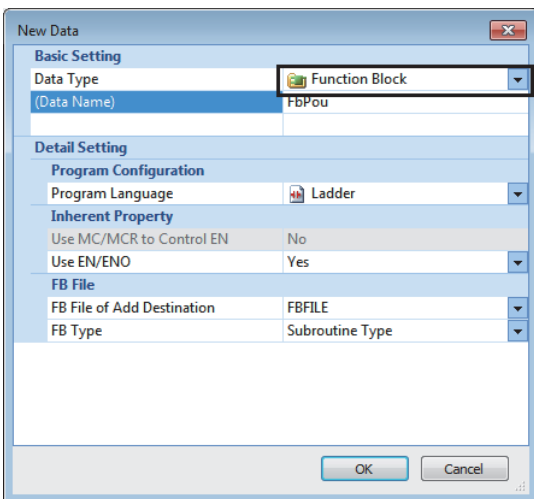 New Data
Basic Setting
Data Type Function Block
(Data Name) FbPou
Detail Setting
Program Configuration
Program Language Ladder
Inherent Property
Use MC/MCR to Control EN No
Use EN/ENO Yes
FB File
FB File of Add Destination FBFILE
FB Type Subroutine Type
OK Cancel